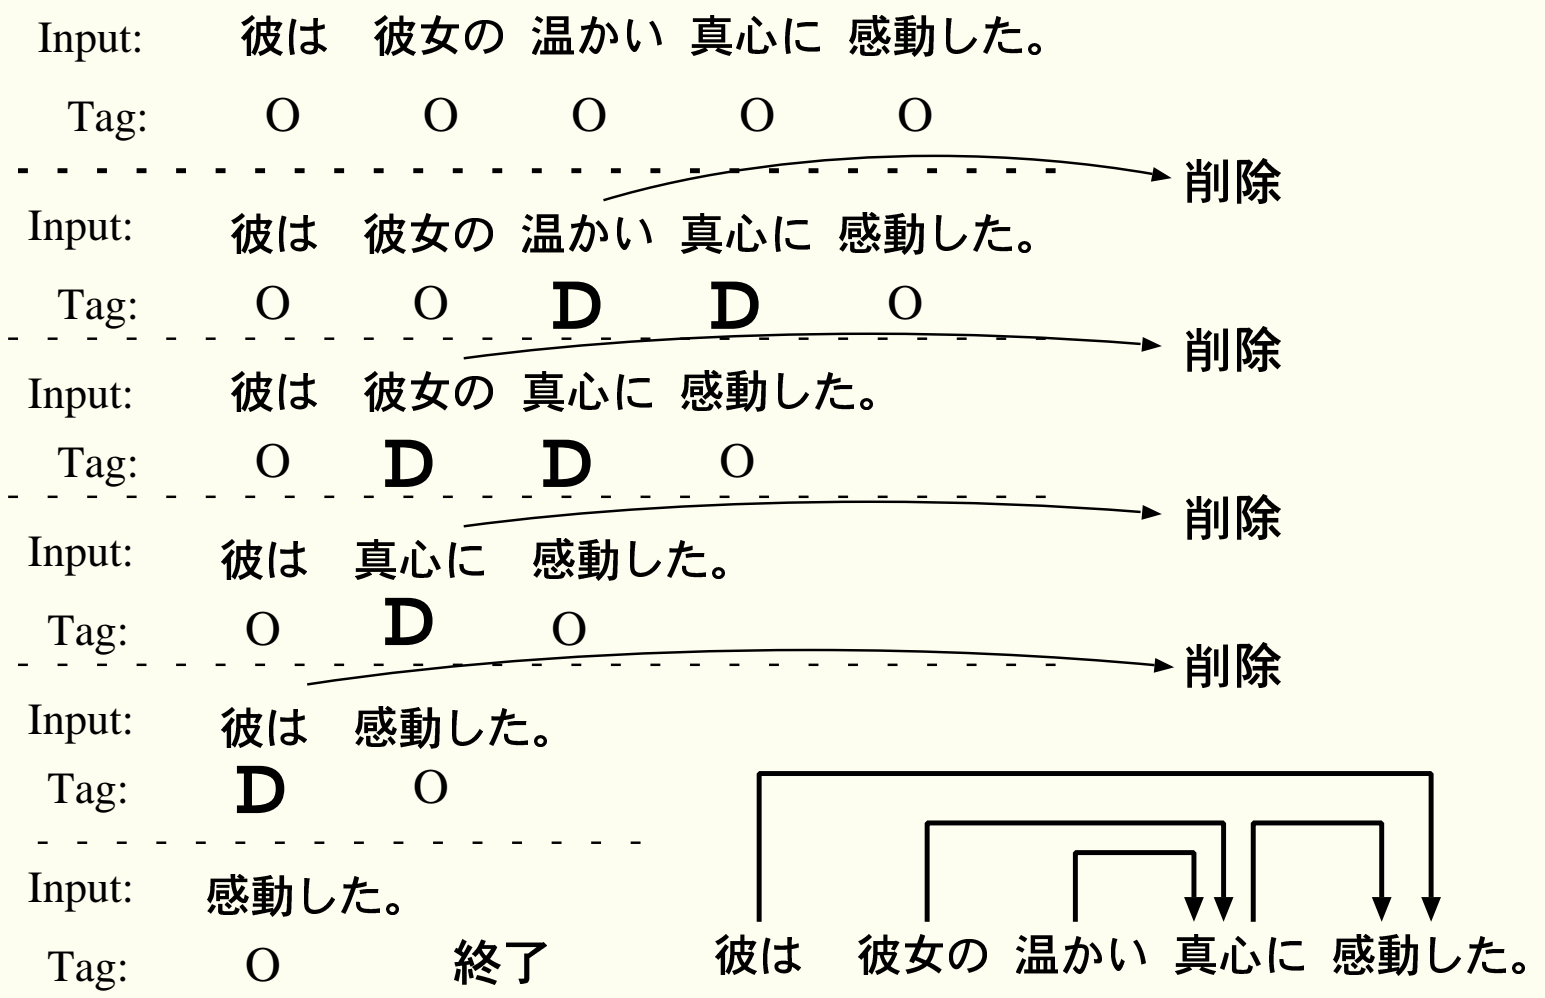 Input: 彼は 彼女の 温かい 真心に 感動した。
Tag: O O O O O
削除
Input: 彼は 彼女の 温かい 真心に 感動した。
Tag: O O D D O
削除
Input: 彼は 彼女の 真心に 感動した。
Tag: O D D O
削除
Input: 彼は 真心に 感動した。
Tag: O D O
削除
Input: 彼は 感動した。
Tag: D O
Input: 感動した。
Tag: O 終了
彼は 彼女の 温かい 真心に 感動した。